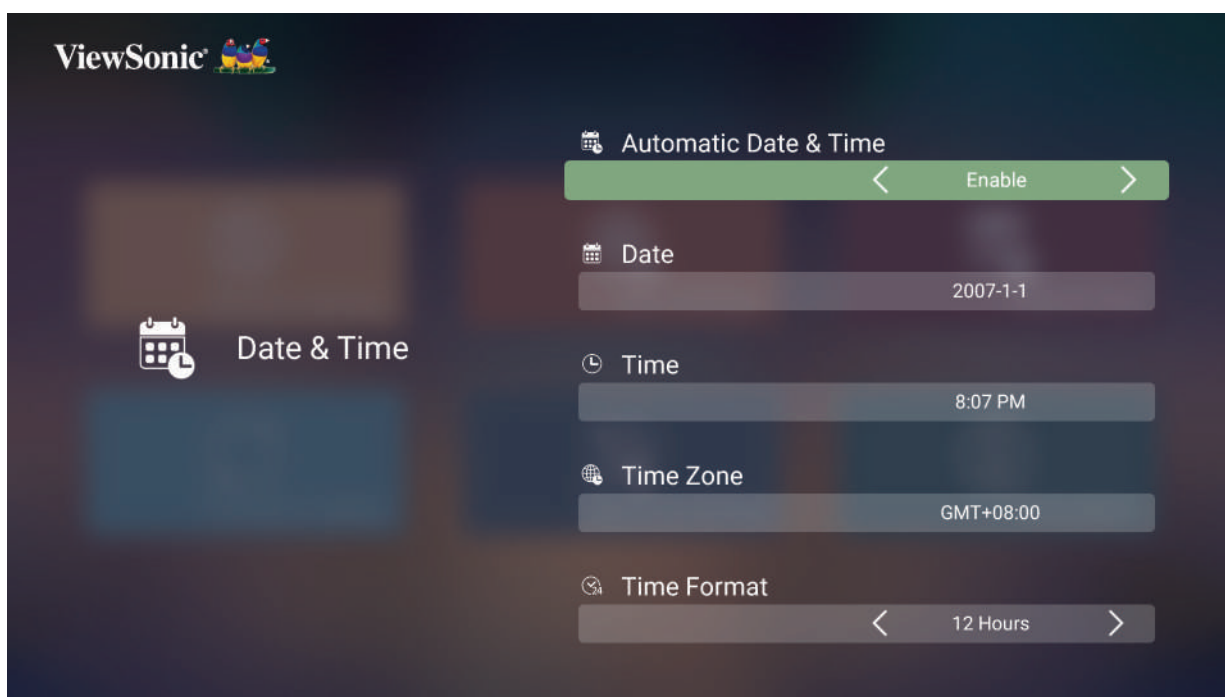 ViewSonic
Automatic Date & Time
Enable
Date
2007-1-1
Date & Time
Time
8:07 PM
Time Zone
GMT+08:00
Time Format
12 Hours